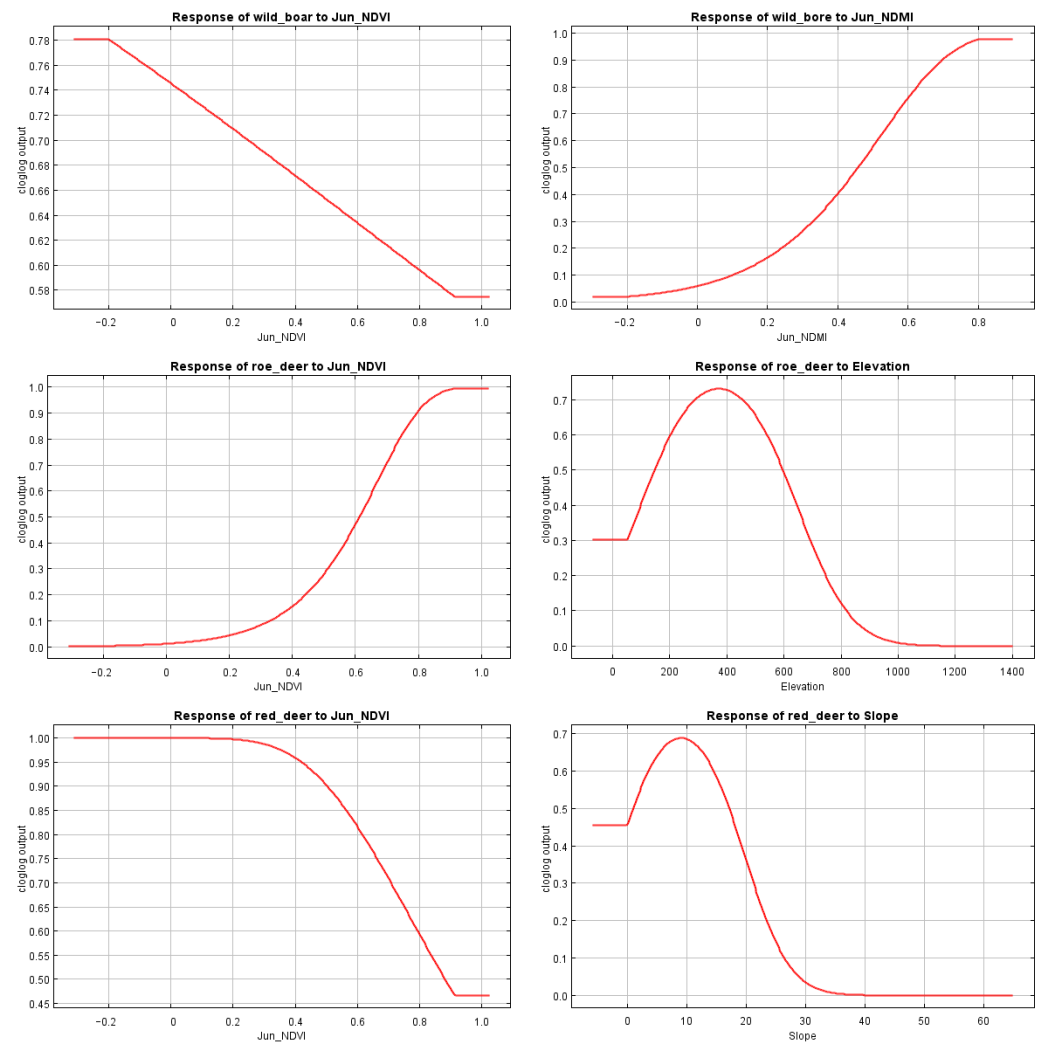 Response of wild_boar to Jun_NDVI
cloglog output
0.78
0.76
0.74
0.72
0.70
0.68
0.66
0.64
0.62
0.60
0.58
−0.2 0 0.2 0.4 0.6 0.8 1.0
Jun_NDVI
Response of wild_bore to Jun_NDMI
cloglog output
1.0
0.9
0.8
0.7
0.6
0.5
0.4
0.3
0.2
0.1
0.0
−0.2 0 0.2 0.4 0.6 0.8
Jun_NDMI
Response of roe_deer to Jun_NDVI
cloglog output
1.0
0.9
0.8
0.7
0.6
0.5
0.4
0.3
0.2
0.1
0.0
−0.2 0 0.2 0.4 0.6 0.8 1.0
Jun_NDVI
Response of roe_deer to Elevation
cloglog output
0.7
0.6
0.5
0.4
0.3
0.2
0.1
0.0
0 200 400 600 800 1000 1200 1400
Elevation
Response of red_deer to Jun_NDVI
cloglog output
1.00
0.95
0.90
0.85
0.80
0.75
0.70
0.65
0.60
0.55
0.50
0.45
−0.2 0 0.2 0.4 0.6 0.8 1.0
Jun_NDVI
Response of red_deer to Slope
cloglog output
0.7
0.6
0.5
0.4
0.3
0.2
0.1
0.0
0 10 20 30 40 50 60
Slope